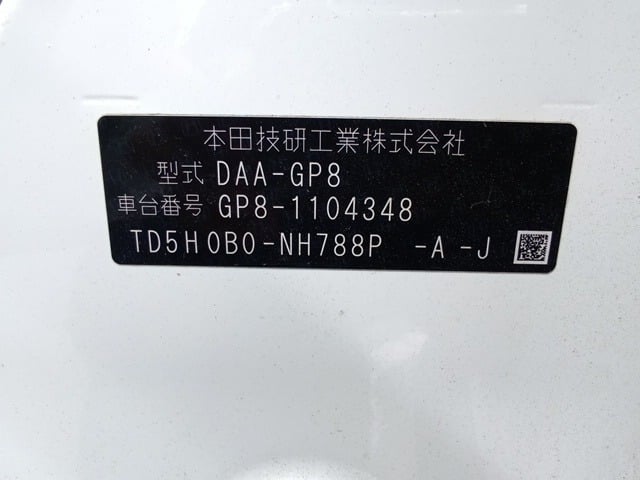 本田技研工業株式会社
型式 DAA-GP8
車台番号 GP8-1104348
TD5H0B0-NH788P -A -J